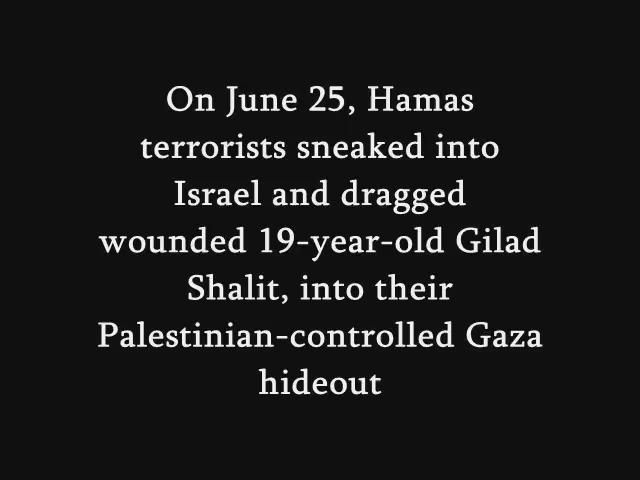 On June 25, Hamas
terrorists sneaked into
Israel and dragged
wounded 19-year-old Gilad
Shalit, into their
Palestinian-controlled Gaza
hideout